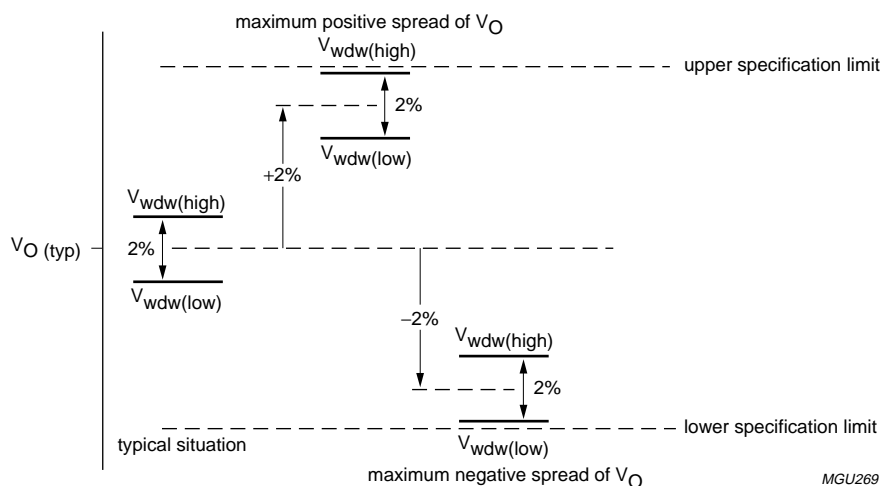 maximum positive spread of VO
Vwdw(high)
upper specification limit
2%
Vwdw(low)
+2%
Vwdw(high)
VO (typ)
2%
Vwdw(low)
−2%
Vwdw(high)
2%
lower specification limit
typical situation
Vwdw(low)
maximum negative spread of VO
MGU269